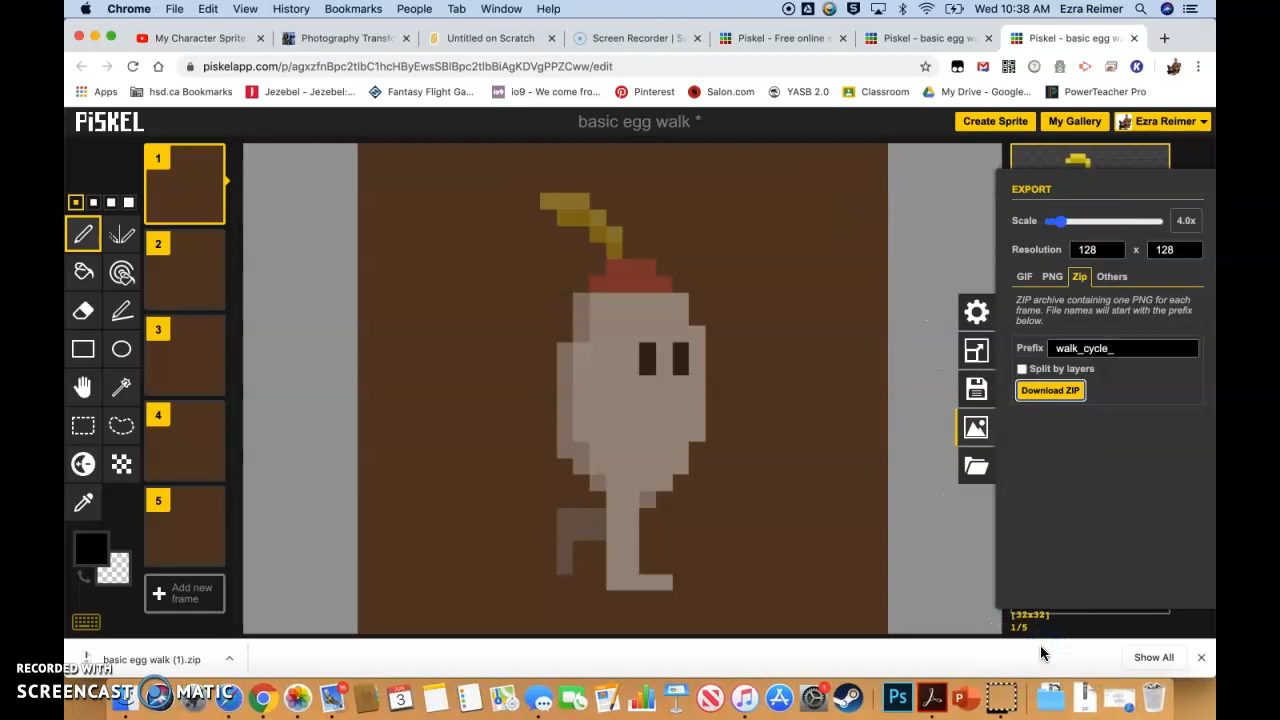 Chrome File Edit View History Bookmarks People Tab Window Help Wed 10:38 AM Ezra Reimer
My Character Sprite Photography Transf Untitled on Scratch Screen Recorder | S Piskel - Free online s Piskel - basic egg wa Piskel - basic egg w
piskelapp.com/p/agxzfnBpc2tlbC1hcHByEwsSBlBpc2tlbBiAgKDVgPPZCww/edit
Apps hsd.ca Bookmarks Jezebel - Jezebel:... Fantasy Flight Ga... io9 - We come fro... Pinterest Salon.com YASB 2.0 Classroom My Drive - Google... PowerTeacher Pro
PiSKEL basic egg walk * Create Sprite My Gallery Ezra Reimer
1
2
3
4
5
Add new
frame
EXPORT
Scale 4.0x
Resolution 128 x 128
GIF PNG Zip Others
ZIP archive containing one PNG for each
frame. File names will start with the prefix
below.
Prefix walk_cycle_
Split by layers
Download ZIP
[32x32]
1/5
basic egg walk (1).zip Show All
RECORDED WITH
SCREENCAST MATIC
JUN
3
Ps